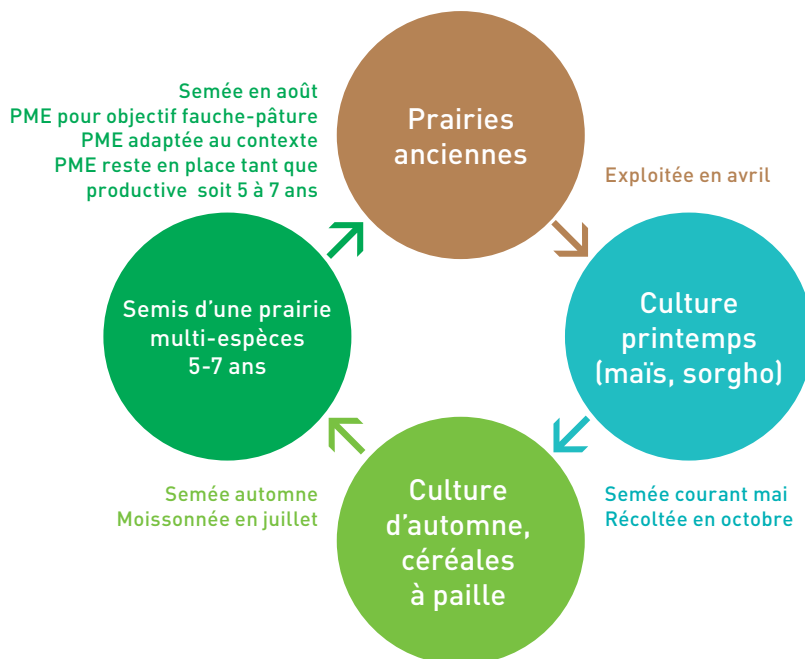 Semée en août
PME pour objectif fauche-pâture
PME adaptée au contexte
PME reste en place tant que
productive soit 5 à 7 ans
Prairies
anciennes
Exploitée en avril
Culture
printemps
(maïs, sorgho)
Semée courant mai
Récoltée en octobre
Culture
d’automne,
céréales
à paille
Semée automne
Moissonnée en juillet
Semis d’une prairie
multi-espèces
5-7 ans